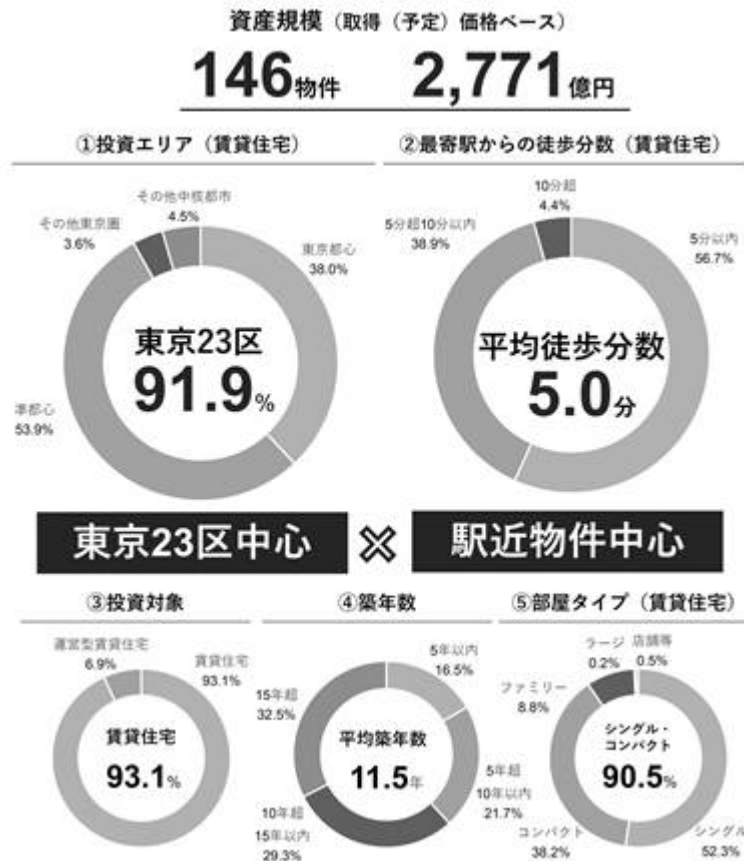 資産規模（取得（予定）価格ベース）
146物件 2,771億円
①投資エリア（賃貸住宅）
その他中核都市
4.5%
その他東京圏
3.6%
東京都心
38.0%
東京23区
91.9%
準都心
53.9%
②最寄駅からの徒歩分数（賃貸住宅）
10分超
4.4%
5分超10分以内
38.9%
5分以内
56.7%
平均徒歩分数
5.0分
東京23区中心 × 駅近物件中心
③投資対象
運営型賃貸住宅
6.9%
賃貸住宅
93.1%
賃貸住宅
93.1%
④築年数
5年以内
16.5%
15年超
32.5%
平均築年数
11.5年
5年超
10年以内
21.7%
10年超
15年以内
29.3%
⑤部屋タイプ（賃貸住宅）
ラージ
0.2%
店舗等
0.5%
ファミリー
8.8%
シングル・
コンパクト
90.5%
コンパクト
38.2%
シングル
52.3%